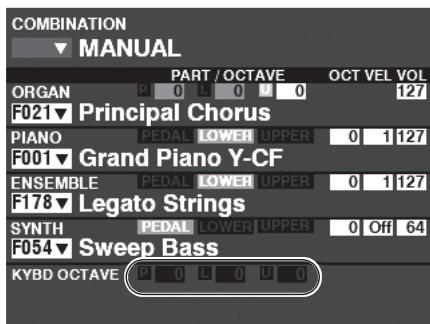 COMBINATION
▼ MANUAL
PART / OCTAVE OCT VEL VOL
ORGAN P 0 L 0 U 0 127
F021▼ Principal Chorus
PIANO PEDAL LOWER UPPER 0 1 127
F001▼ Grand Piano Y-CF
ENSEMBLE PEDAL LOWER UPPER 0 1 127
F178▼ Legato Strings
SYNTH PEDAL LOWER UPPER 0 Off 64
F054▼ Sweep Bass
KYBD OCTAVE P 0 L 0 U 0